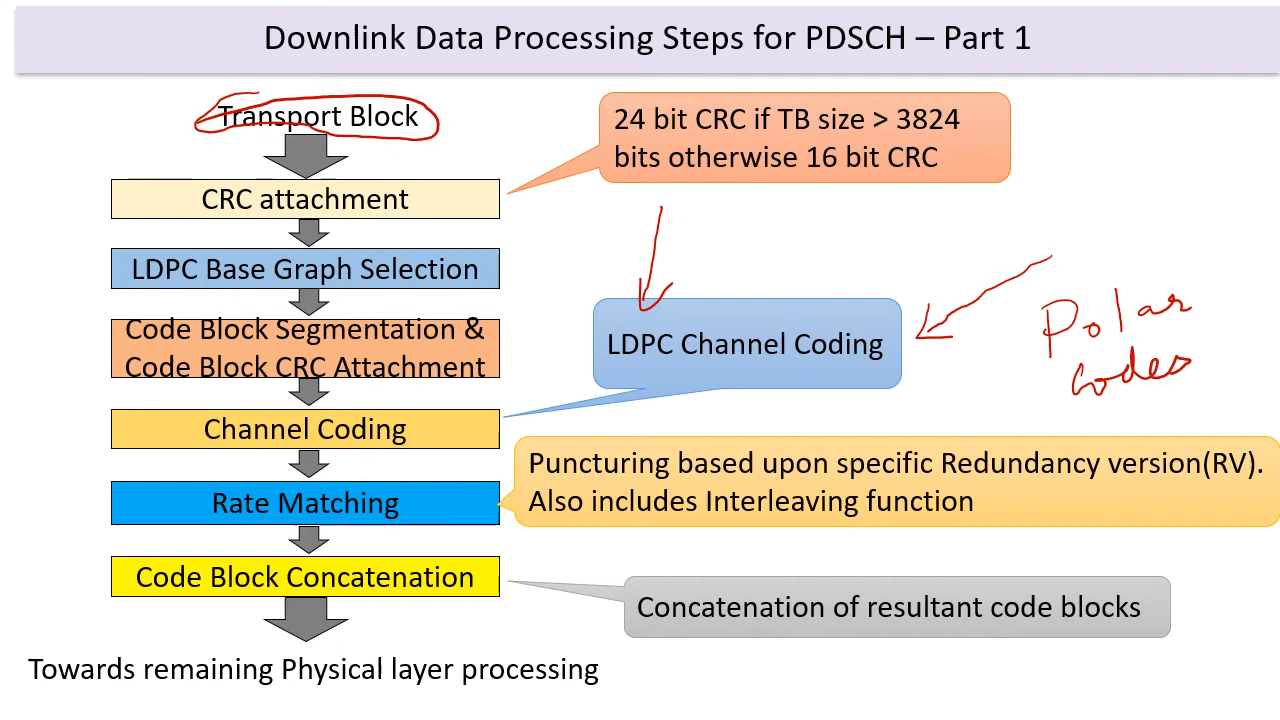 Downlink Data Processing Steps for PDSCH – Part 1
Transport Block
24 bit CRC if TB size > 3824
bits otherwise 16 bit CRC
CRC attachment
LDPC Base Graph Selection
Code Block Segmentation &
Code Block CRC Attachment
LDPC Channel Coding
Polar
codes
Channel Coding
Puncturing based upon specific Redundancy version(RV).
Also includes Interleaving function
Rate Matching
Code Block Concatenation
Concatenation of resultant code blocks
Towards remaining Physical layer processing